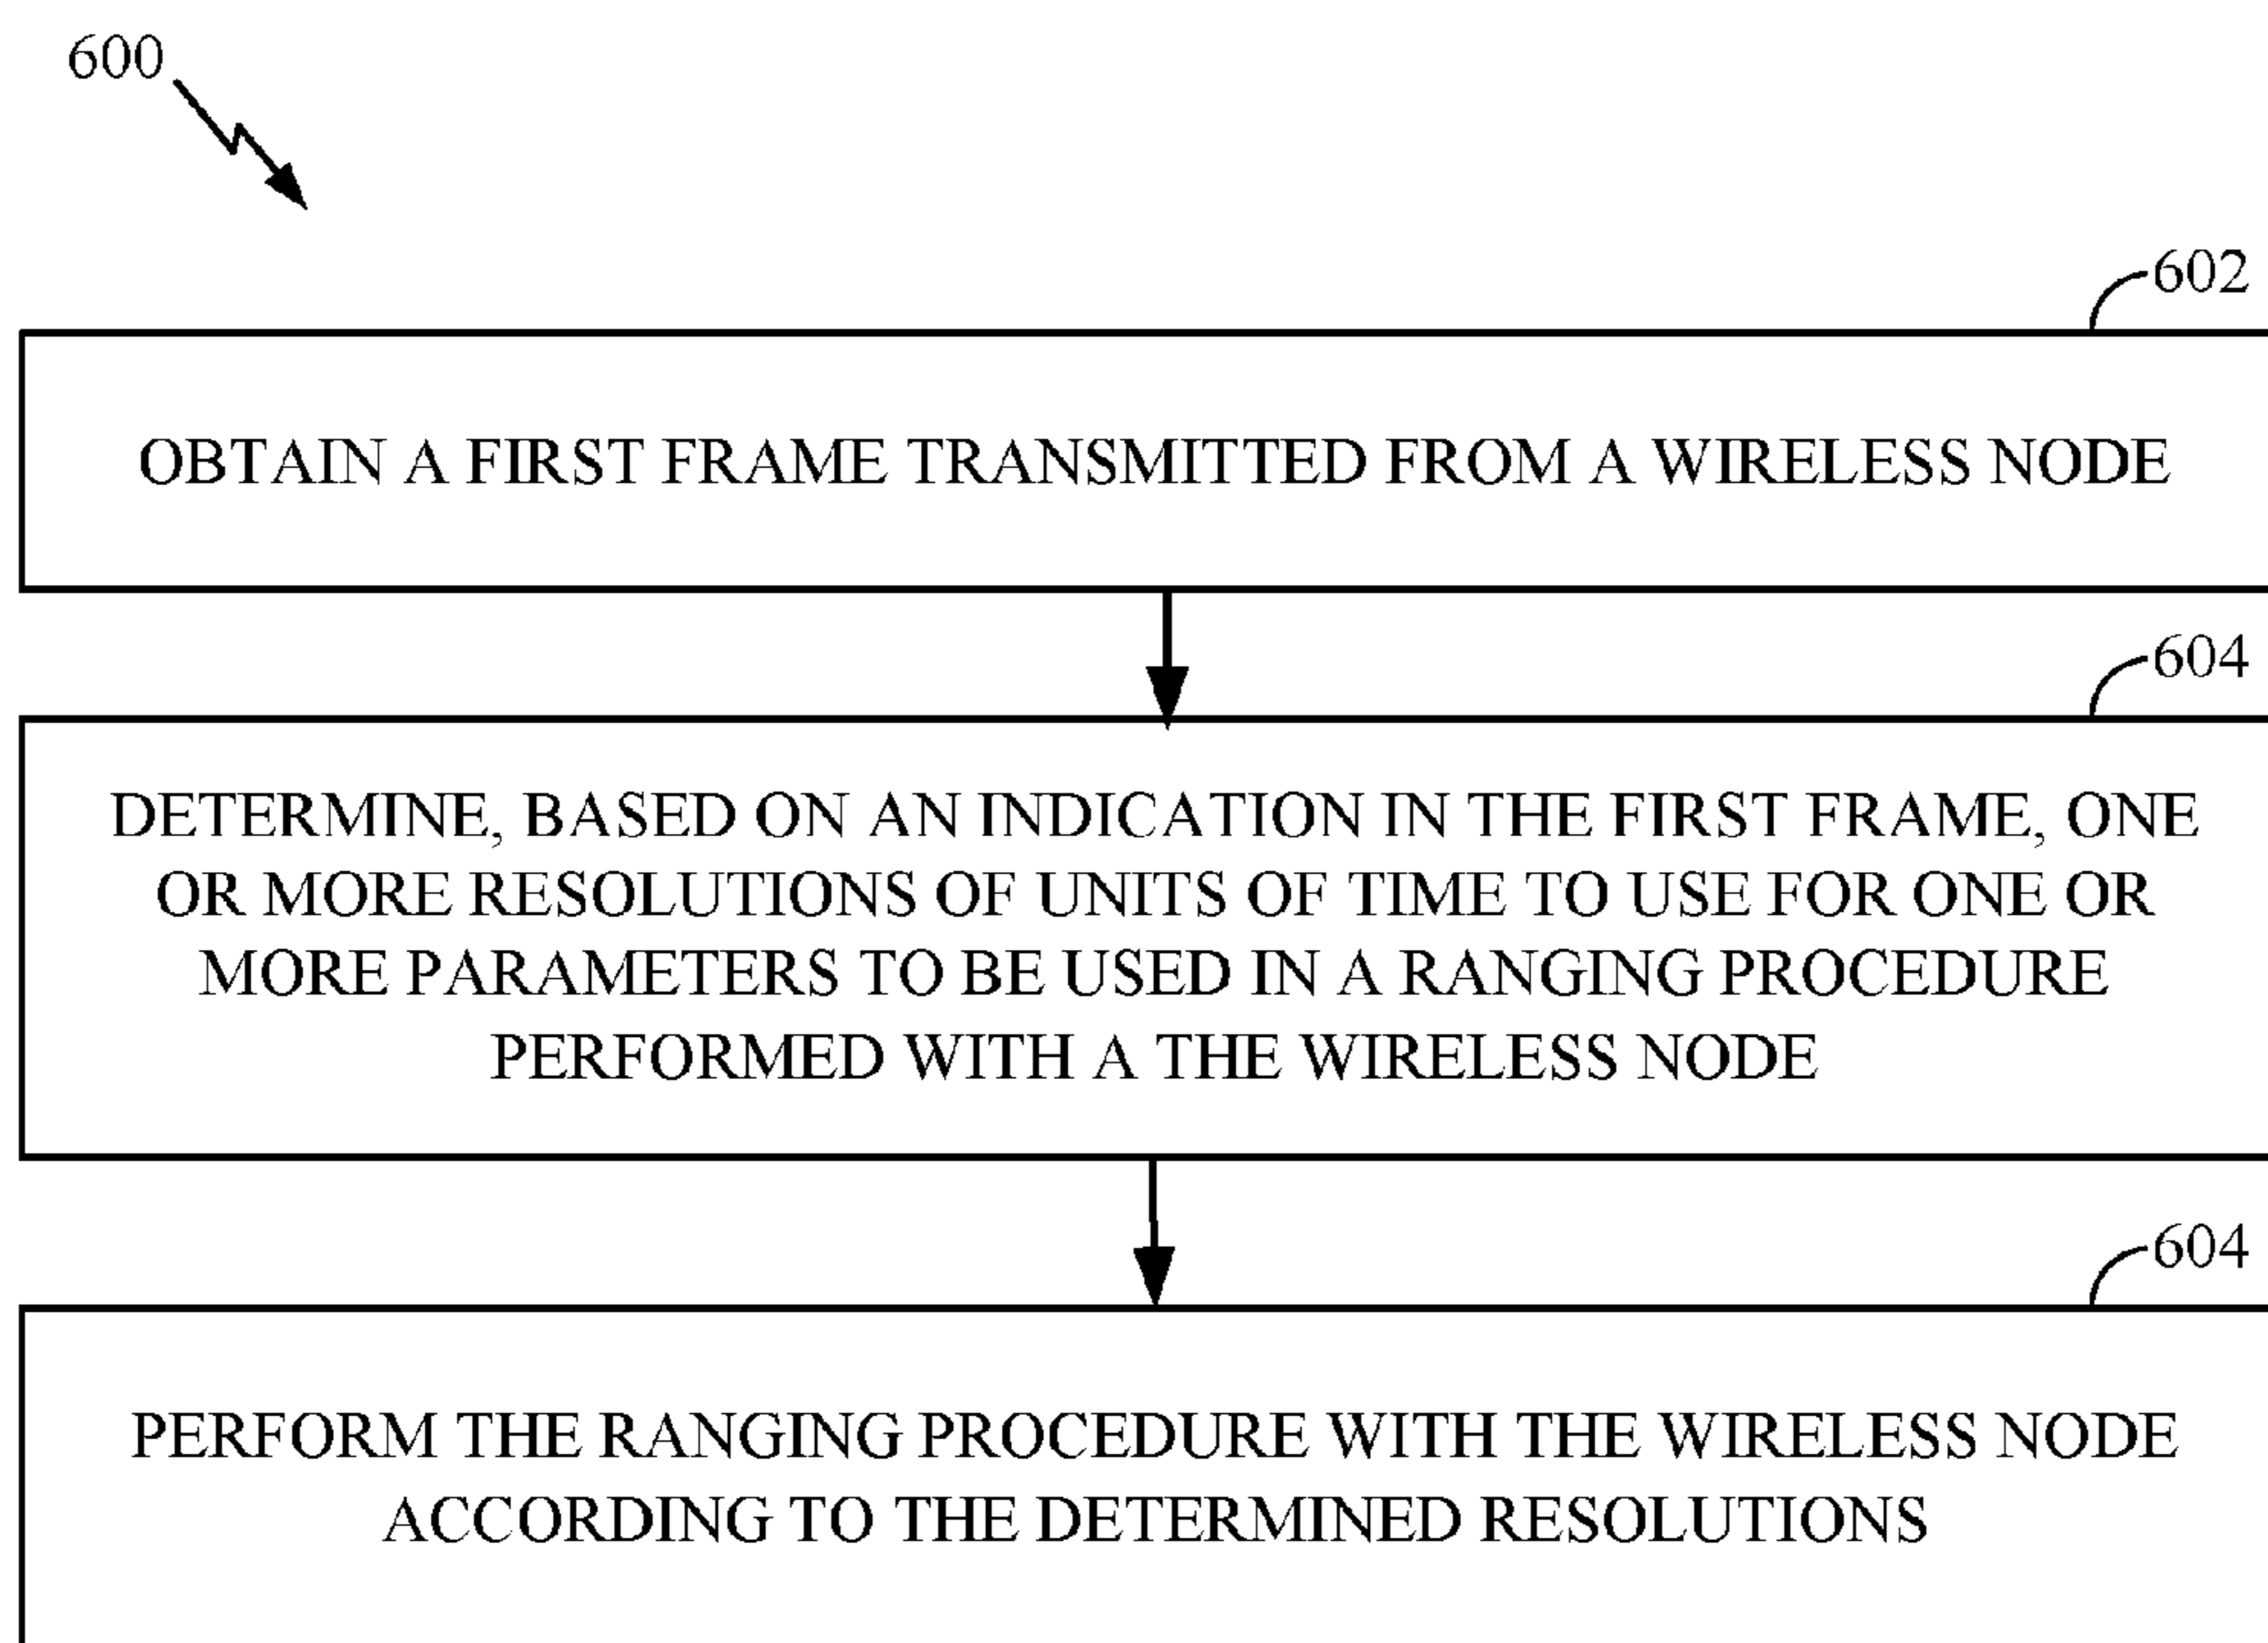 600
602
OBTAIN A FIRST FRAME TRANSMITTED FROM A WIRELESS NODE
604
DETERMINE, BASED ON AN INDICATION IN THE FIRST FRAME, ONE
OR MORE RESOLUTIONS OF UNITS OF TIME TO USE FOR ONE OR
MORE PARAMETERS TO BE USED IN A RANGING PROCEDURE
PERFORMED WITH A THE WIRELESS NODE
604
PERFORM THE RANGING PROCEDURE WITH THE WIRELESS NODE
ACCORDING TO THE DETERMINED RESOLUTIONS